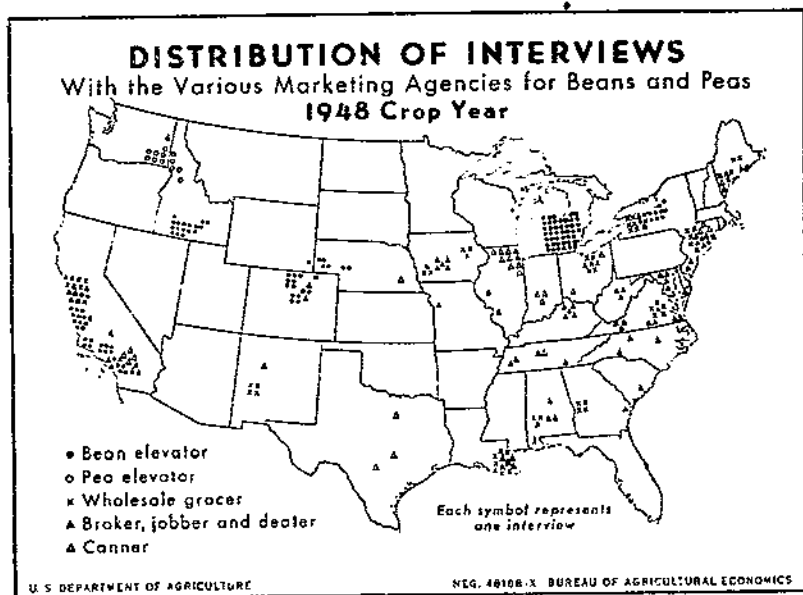 DISTRIBUTION OF INTERVIEWS
With the Various Marketing Agencies for Beans and Peas
1948 Crop Year
Bean elevator
Pea elevator
Wholesale grocer
Broker, jobber and dealer
Canner
Each symbol represents
one interview
U. S. DEPARTMENT OF AGRICULTURE
NEG. BUREAU OF AGRICULTURAL ECONOMICS